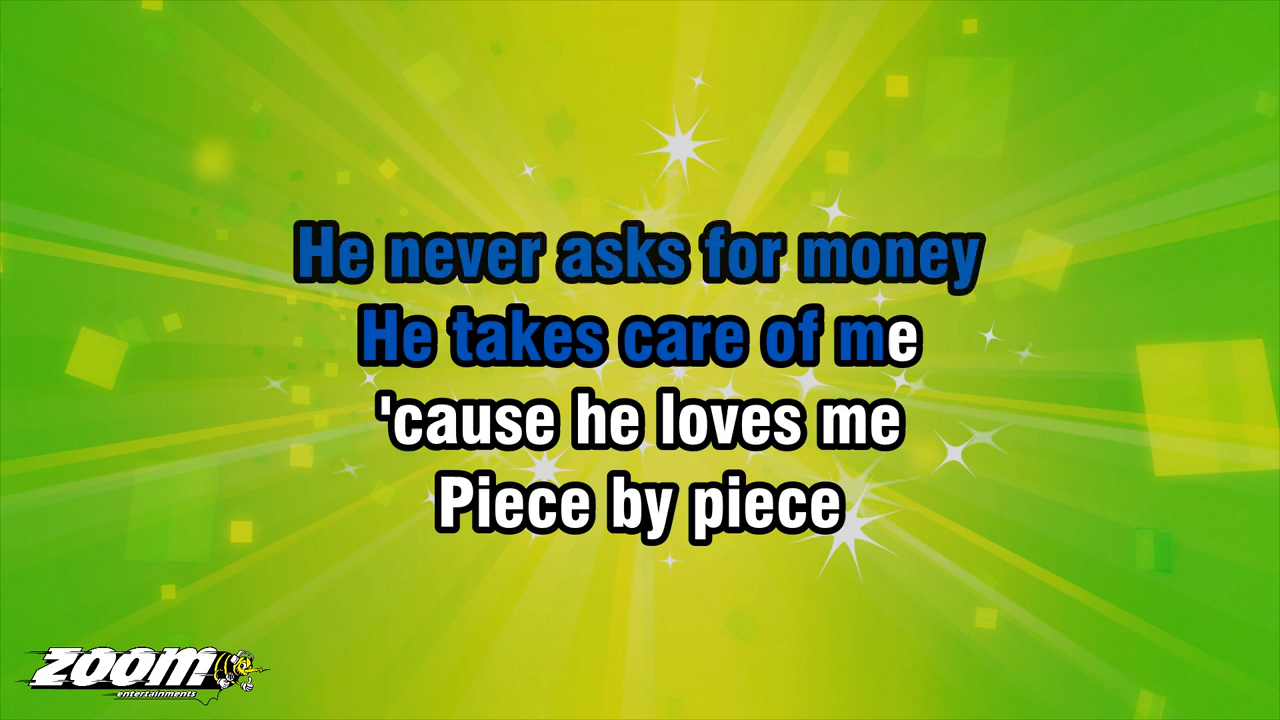 He never asks for money
He takes care of me
'cause he loves me
Piece by piece
ZOOM
entertainments